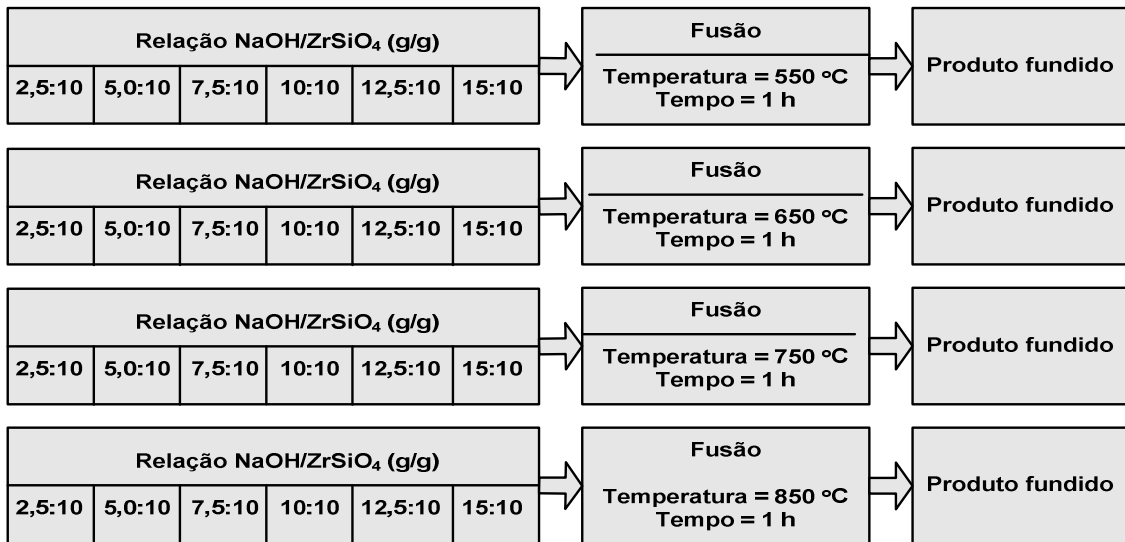 Relação NaOH/ZrSiO₄ (g/g)
2,5:10 5,0:10 7,5:10 10:10 12,5:10 15:10
Fusão
Temperatura = 550 ºC
Tempo = 1 h
Produto fundido
Relação NaOH/ZrSiO₄ (g/g)
2,5:10 5,0:10 7,5:10 10:10 12,5:10 15:10
Fusão
Temperatura = 650 ºC
Tempo = 1 h
Produto fundido
Relação NaOH/ZrSiO₄ (g/g)
2,5:10 5,0:10 7,5:10 10:10 12,5:10 15:10
Fusão
Temperatura = 750 ºC
Tempo = 1 h
Produto fundido
Relação NaOH/ZrSiO₄ (g/g)
2,5:10 5,0:10 7,5:10 10:10 12,5:10 15:10
Fusão
Temperatura = 850 ºC
Tempo = 1 h
Produto fundido